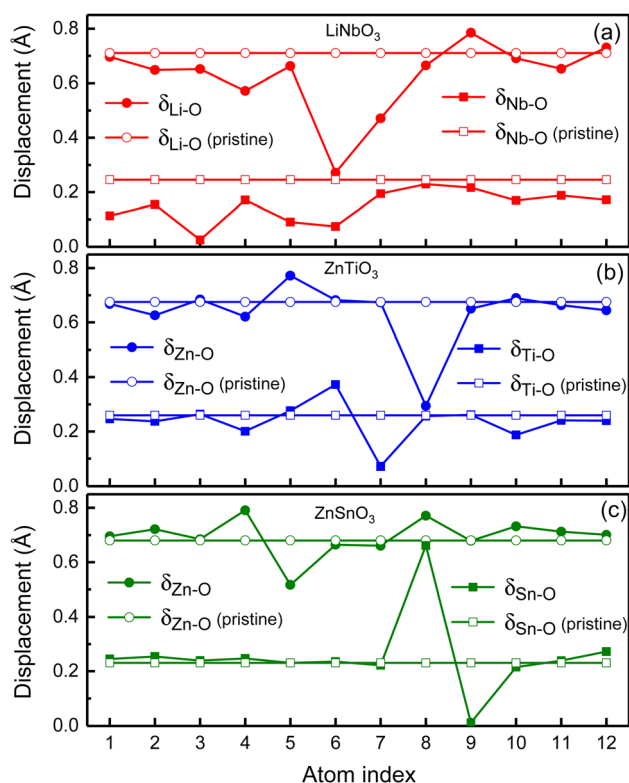 (a)
LiNbO₃
Displacement (Å)
0.8
0.6
0.4
0.2
0.0
δLi-O
δLi-O (pristine)
δNb-O
δNb-O (pristine)
(b)
ZnTiO₃
Displacement (Å)
0.8
0.6
0.4
0.2
0.0
δZn-O
δZn-O (pristine)
δTi-O
δTi-O (pristine)
(c)
ZnSnO₃
Displacement (Å)
0.8
0.6
0.4
0.2
0.0
δZn-O
δZn-O (pristine)
δSn-O
δSn-O (pristine)
1 2 3 4 5 6 7 8 9 10 11 12
Atom index